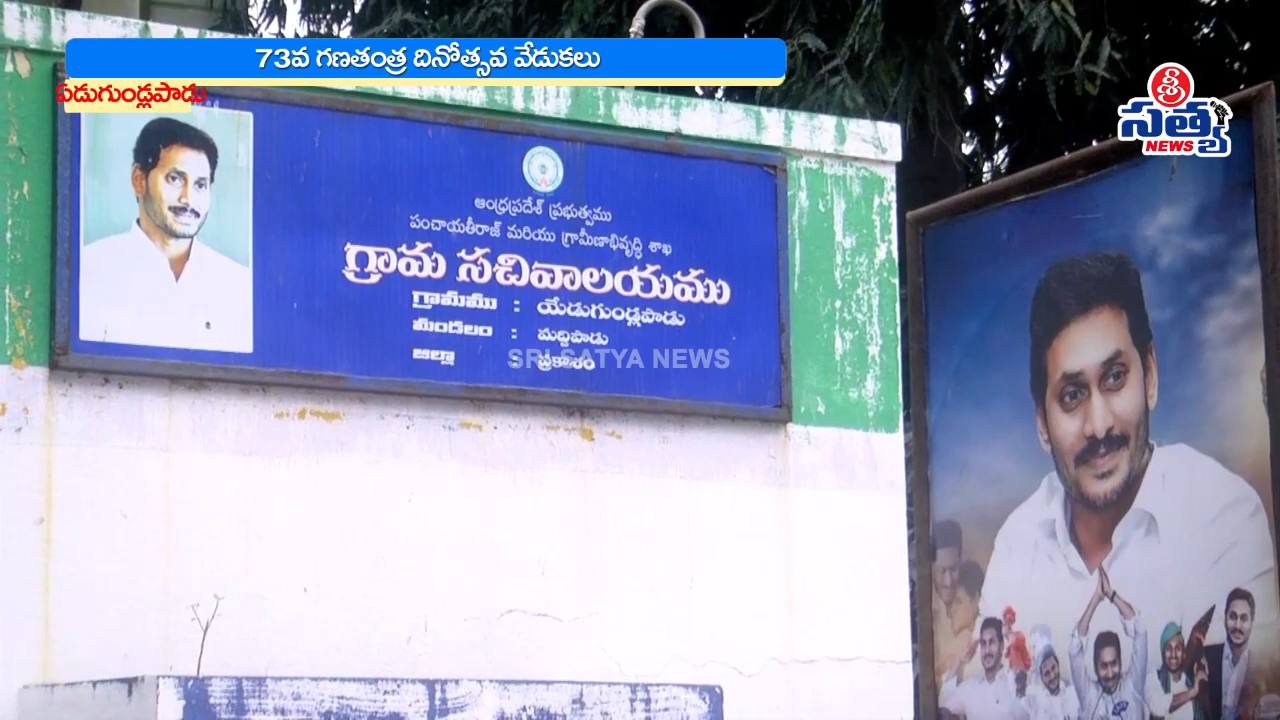 73వ గణతంత్ర దినోత్సవ వేడుకలు
ఏడుగుండ్లపాడు
శ్రీ
సత్య
NEWS
ఆంధ్రప్రదేశ్ ప్రభుత్వము
పంచాయతీరాజ్ మరియు గ్రామీణాభివృద్ధి శాఖ
గ్రామ సచివాలయము
గ్రామము : యేడుగుండ్లపాడు
మండలం : మద్దిపాడు
జిల్లా : ప్రకాశం
SRI SATYA NEWS